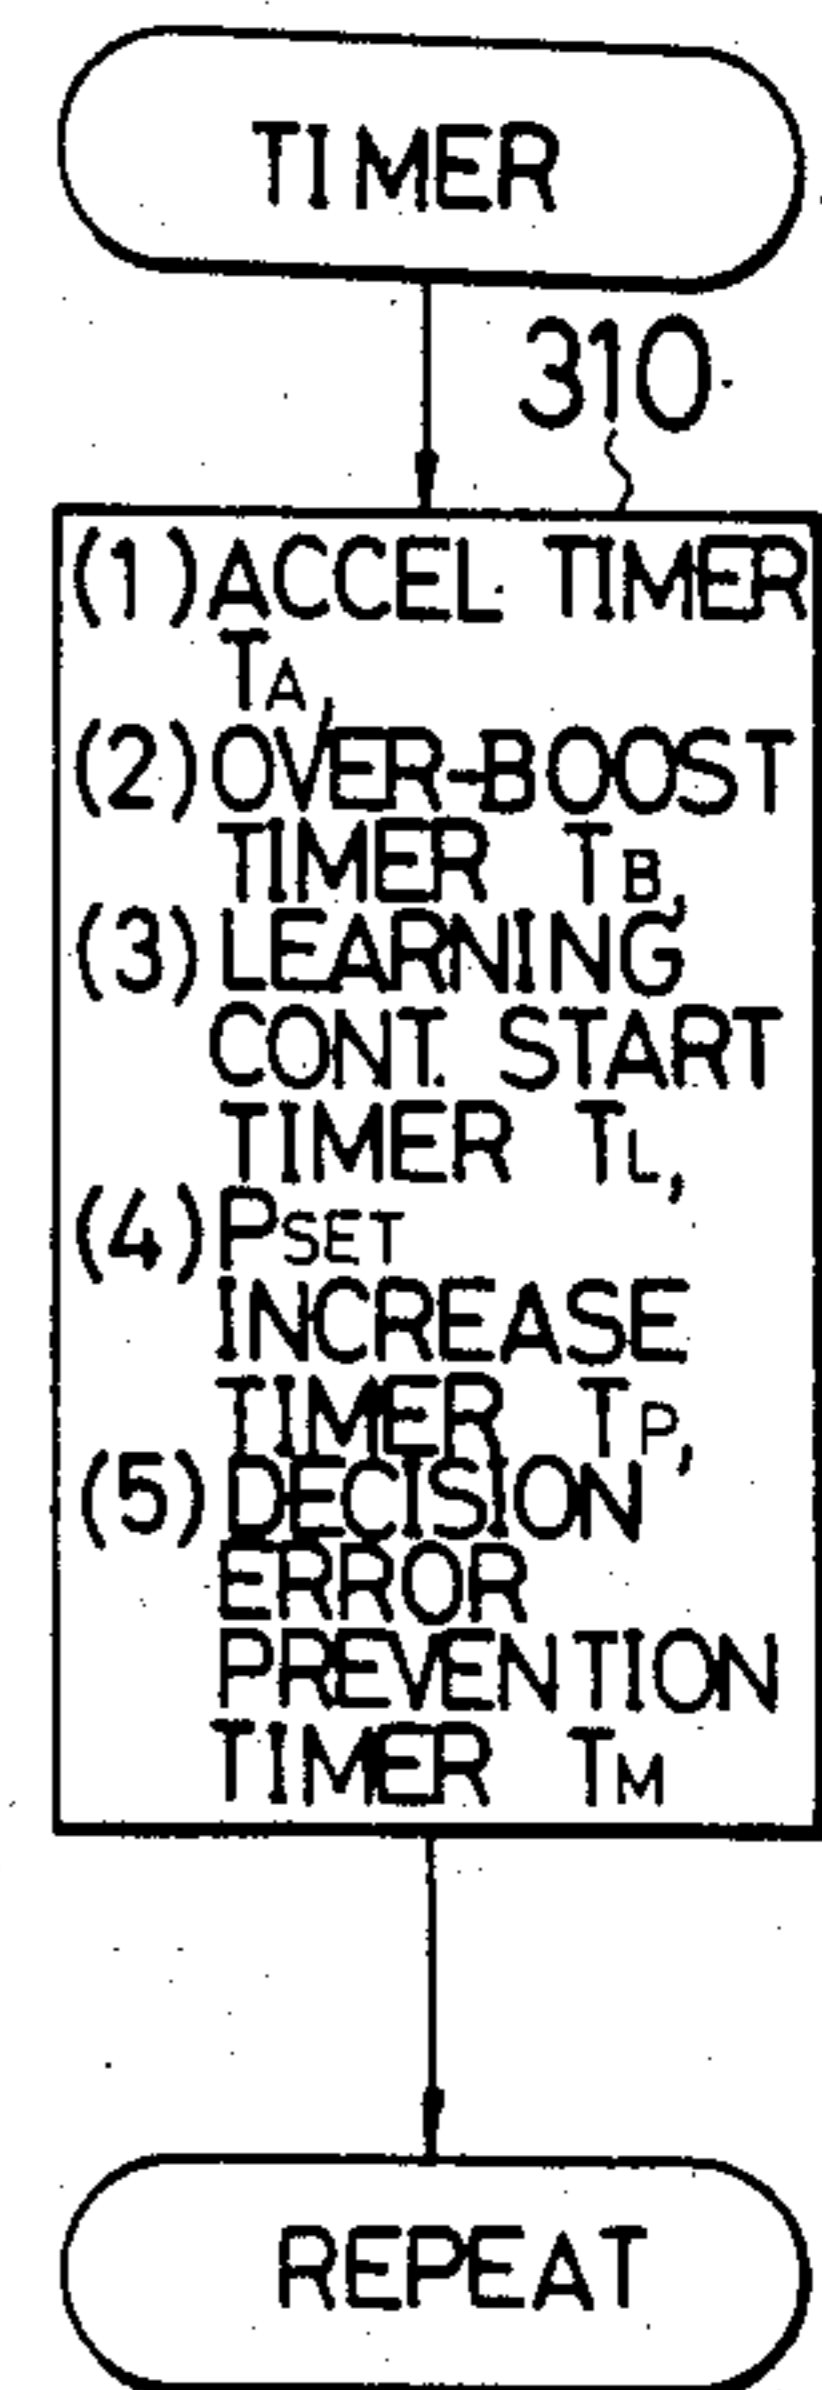 TIMER
310
(1) ACCEL. TIMER
TA,
(2) OVER-BOOST
TIMER TB,
(3) LEARNING
CONT. START
TIMER TL,
(4) PSET
INCREASE
TIMER TP,
(5) DECISION
ERROR
PREVENTION
TIMER TM
REPEAT